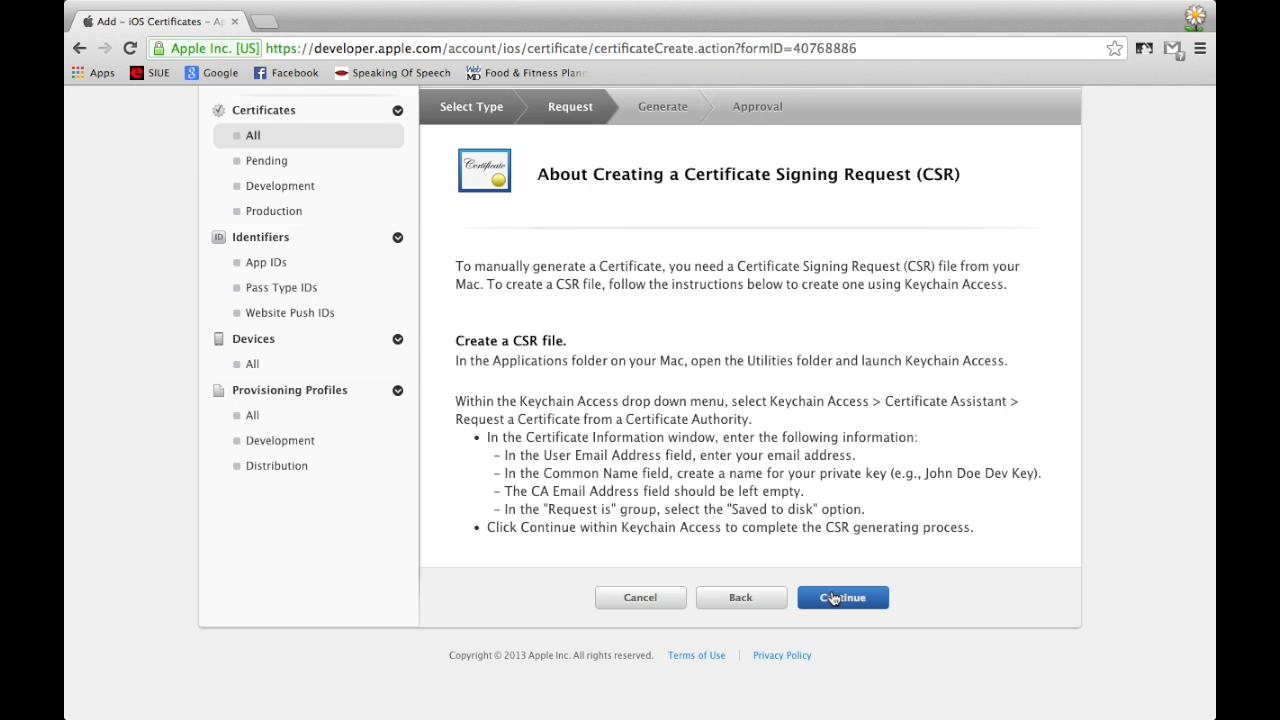 Add – iOS Certificates – Ap
Apple Inc. [US] https://developer.apple.com/account/ios/certificate/certificateCreate.action?formID=40768886
Apps SIUE Google Facebook Speaking Of Speech Food & Fitness Plan
Certificates
All
Pending
Development
Production
Identifiers
App IDs
Pass Type IDs
Website Push IDs
Devices
All
Provisioning Profiles
All
Development
Distribution
Select Type Request Generate Approval
Certificate
About Creating a Certificate Signing Request (CSR)
To manually generate a Certificate, you need a Certificate Signing Request (CSR) file from your
Mac. To create a CSR file, follow the instructions below to create one using Keychain Access.
Create a CSR file.
In the Applications folder on your Mac, open the Utilities folder and launch Keychain Access.
Within the Keychain Access drop down menu, select Keychain Access > Certificate Assistant >
Request a Certificate from a Certificate Authority.
• In the Certificate Information window, enter the following information:
– In the User Email Address field, enter your email address.
– In the Common Name field, create a name for your private key (e.g., John Doe Dev Key).
– The CA Email Address field should be left empty.
– In the "Request is" group, select the "Saved to disk" option.
• Click Continue within Keychain Access to complete the CSR generating process.
Cancel Back Continue
Copyright © 2013 Apple Inc. All rights reserved. Terms of Use Privacy Policy